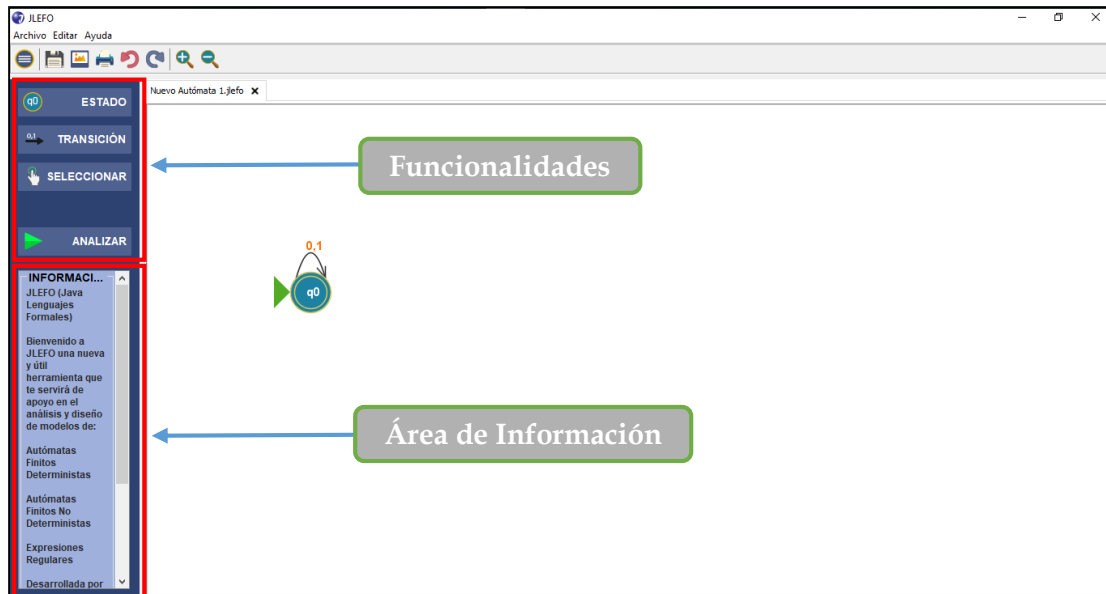 JLEFO
Archivo Editar Ayuda
Nuevo Autómata 1.jlefo
q0 ESTADO
0,1 TRANSICIÓN
SELECCIONAR
ANALIZAR
Funcionalidades
0,1
q0
INFORMACI...
JLEFO (Java
Lenguajes
Formales)
Bienvenido a
JLEFO una nueva
y útil
herramienta que
te servirá de
apoyo en el
análisis y diseño
de modelos de:
Autómatas
Finitos
Deterministas
Autómatas
Finitos No
Deterministas
Expresiones
Regulares
Desarrollada por
Área de Información